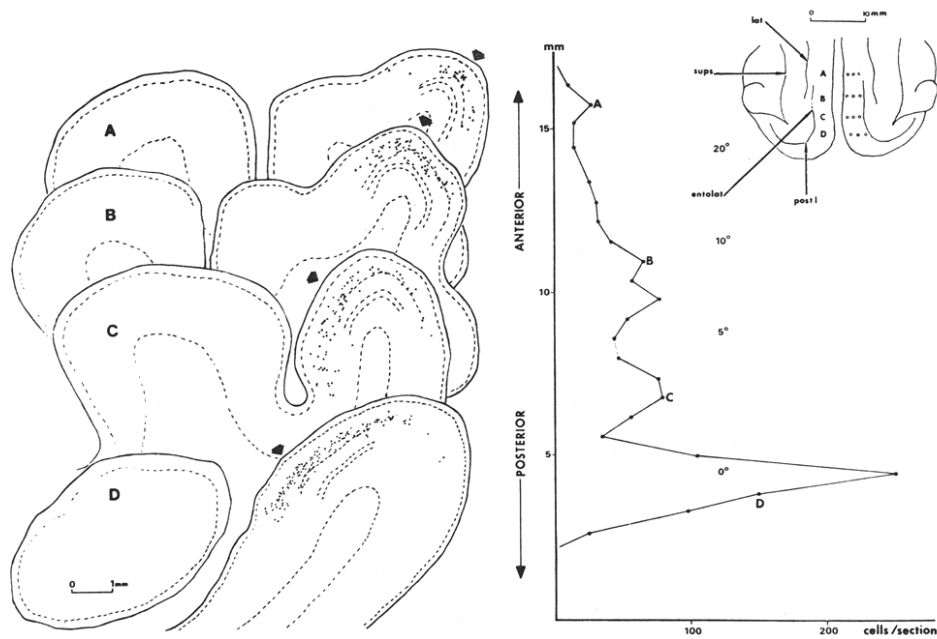 A
B
C
D
0 1mm
mm
15
10
5
ANTERIOR
POSTERIOR
A
B
C
D
20°
10°
5°
0°
100
200
cells/section
0 10mm
lat
sups
A
B
C
D
entolat
post l